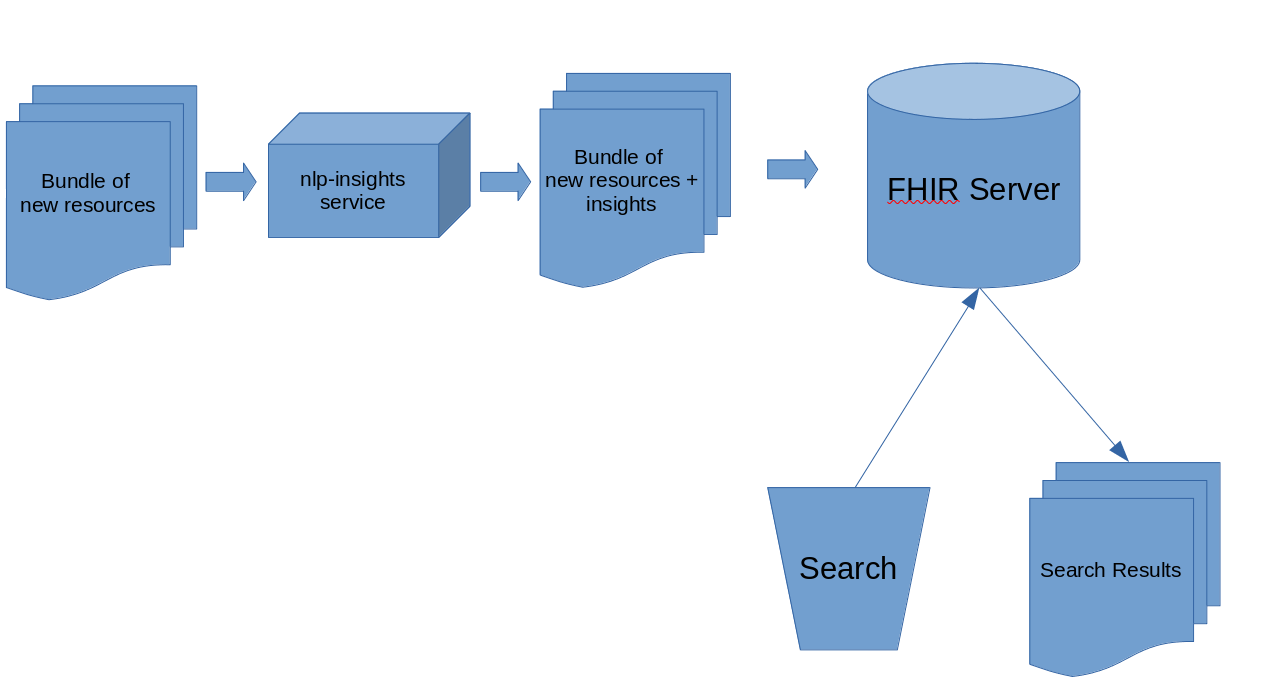 Bundle of
new resources
nlp-insights
service
Bundle of
new resources +
insights
FHIR Server
Search
Search Results